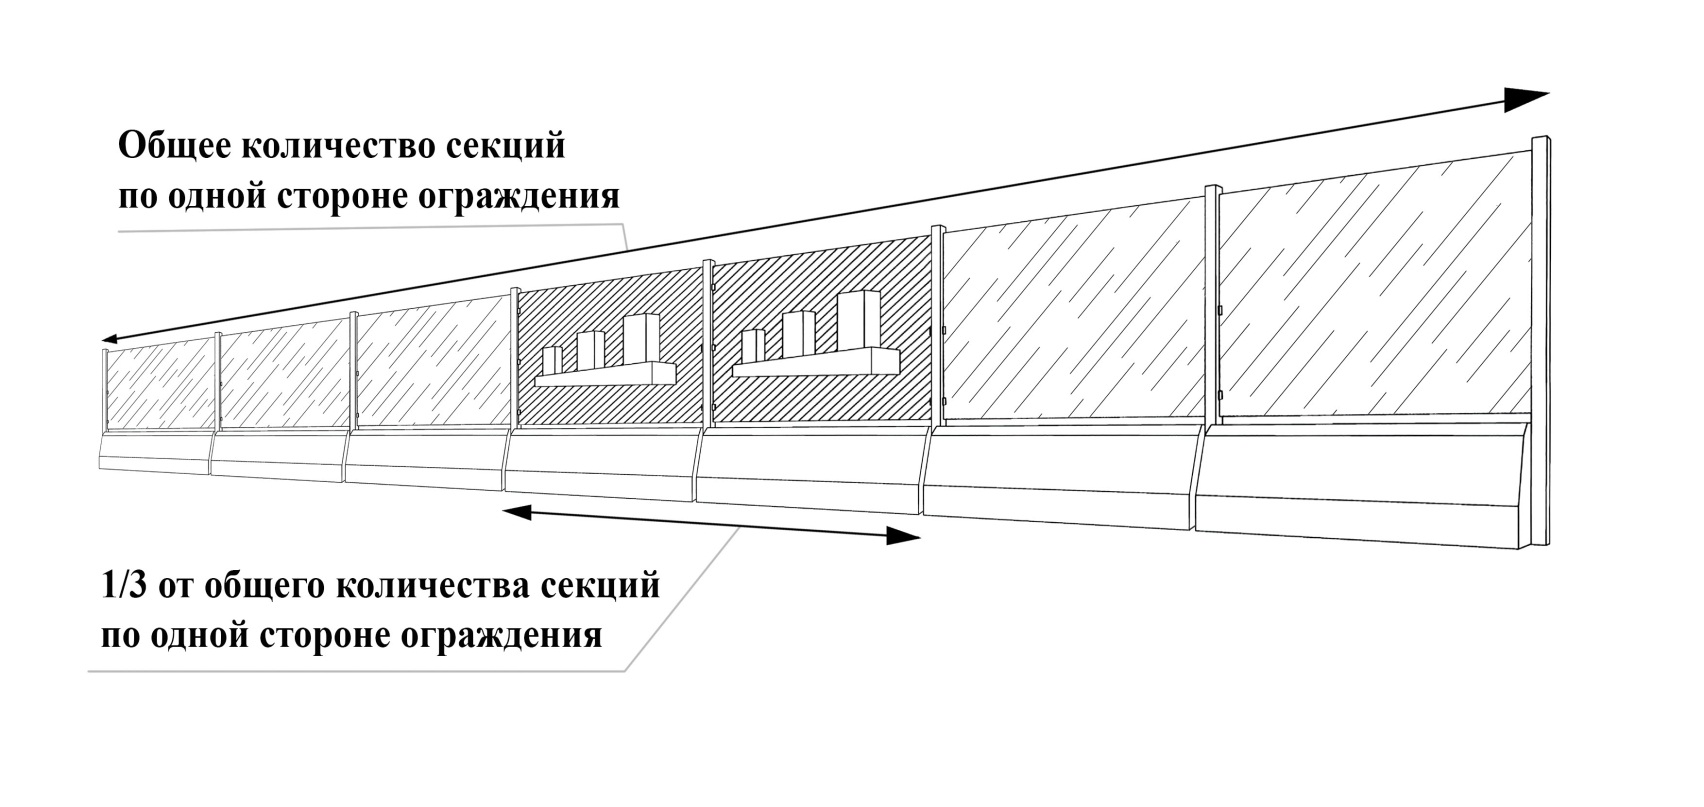 Общее количество секций
по одной стороне ограждения
1/3 от общего количества секций
по одной стороне ограждения